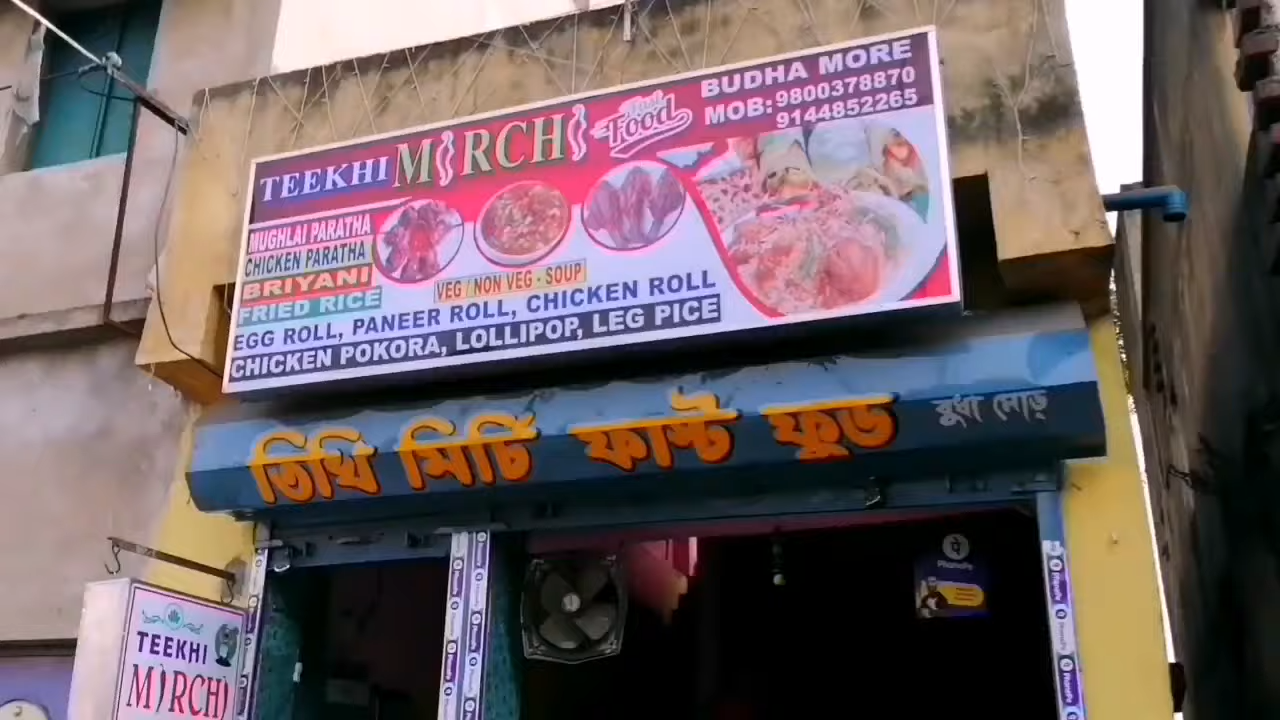 TEEKHI MIRCHI Fast Food
BUDHA MORE
MOB: 9800378870
9144852265
MUGHLAI PARATHA
CHICKEN PARATHA
BRIYANI
FRIED RICE
VEG / NON VEG - SOUP
EGG ROLL, PANEER ROLL, CHICKEN ROLL
CHICKEN POKORA, LOLLIPOP, LEG PICE
তিখি মির্চি ফাস্ট ফুড বুধা মোড়
पे
PhonePe
TEEKHI
MIRCHI